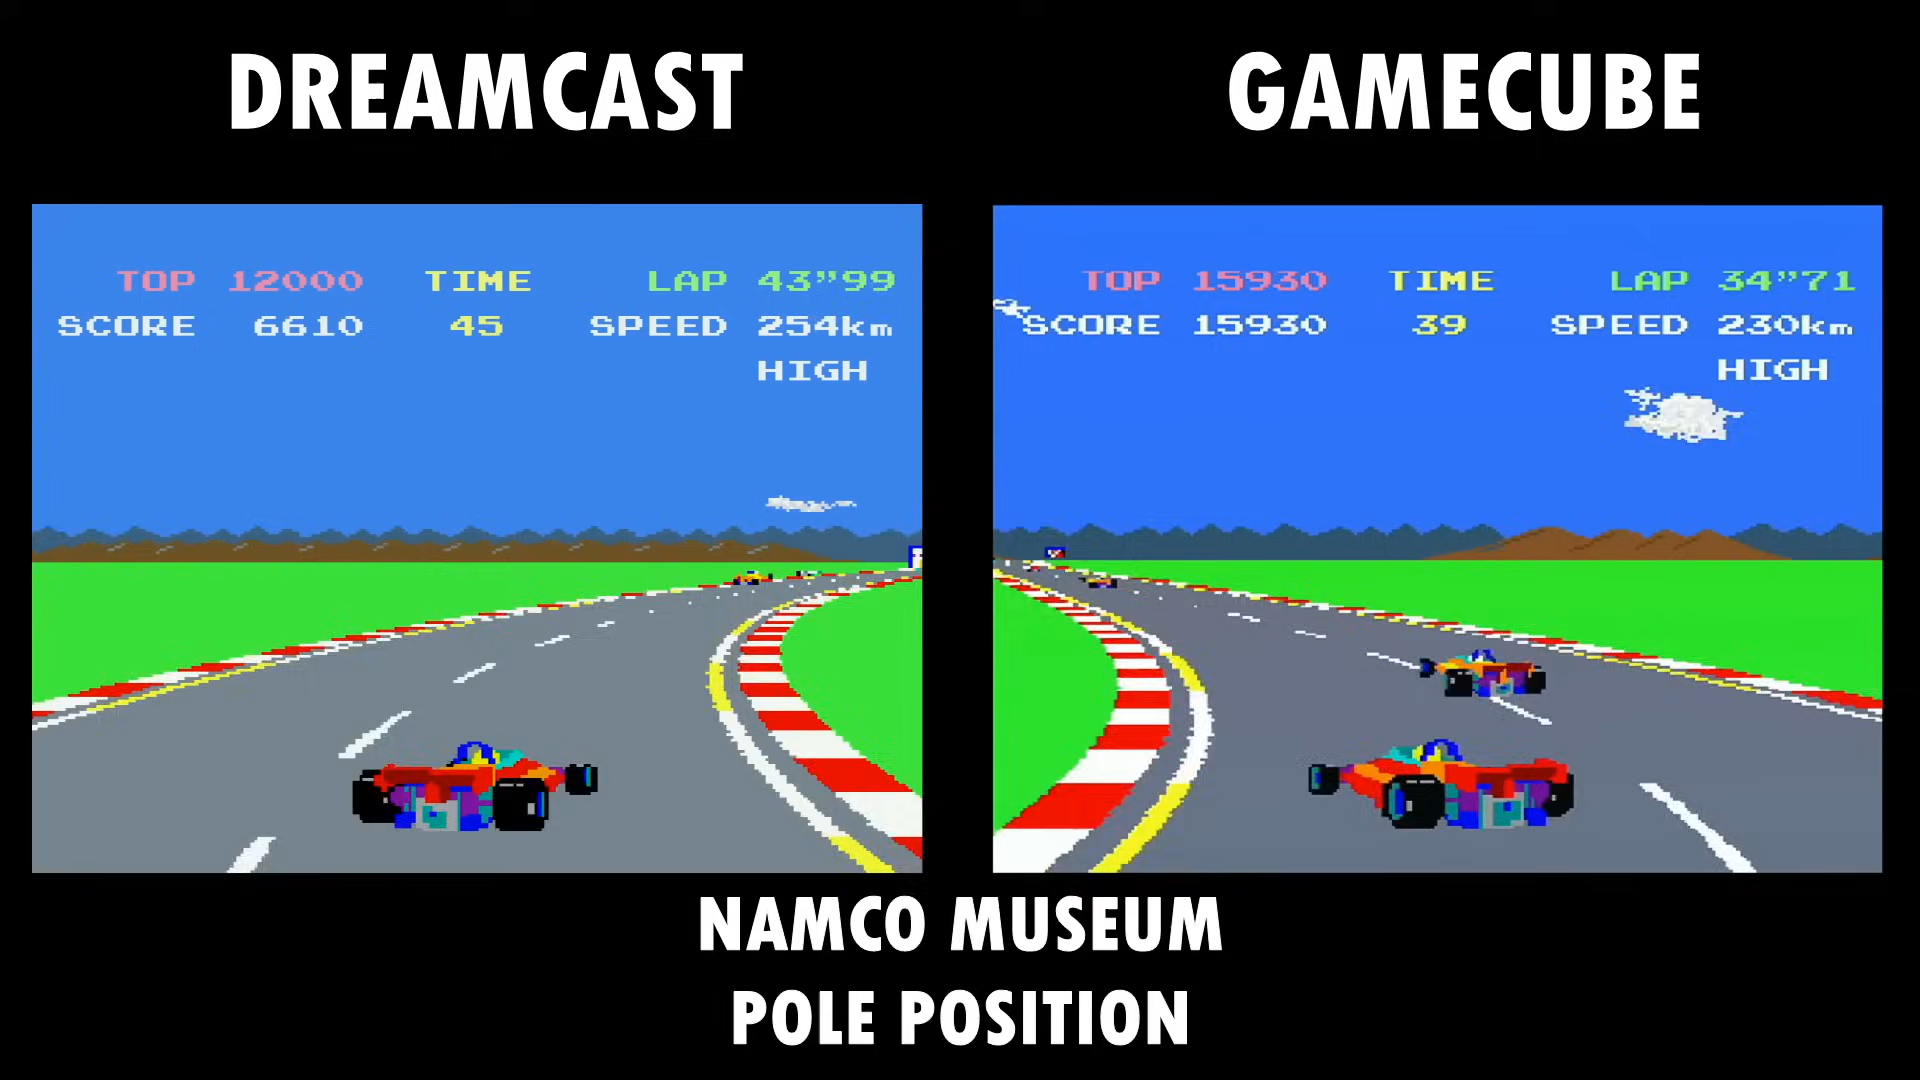 DREAMCAST
GAMECUBE
TOP 12000 TIME LAP 43"99
SCORE 6610 45 SPEED 254km
HIGH
TOP 15930 TIME LAP 34"71
SCORE 15930 39 SPEED 230km
HIGH
NAMCO MUSEUM
POLE POSITION